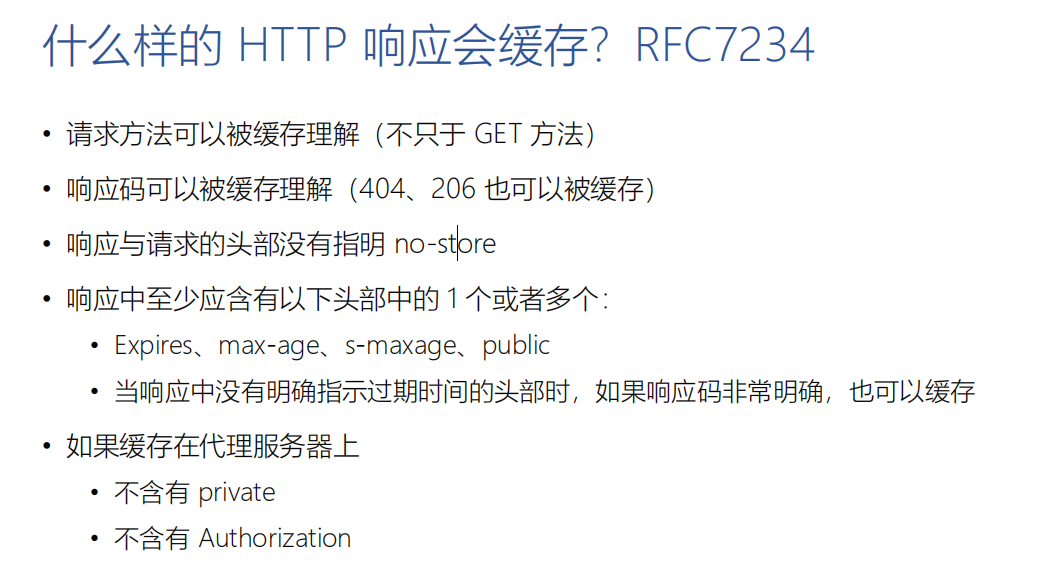 什么样的 HTTP 响应会缓存？RFC7234
• 请求方法可以被缓存理解（不只于 GET 方法）
• 响应码可以被缓存理解（404、206 也可以被缓存）
• 响应与请求的头部没有指明 no-store
• 响应中至少应含有以下头部中的 1 个或者多个：
• Expires、max-age、s-maxage、public
• 当响应中没有明确指示过期时间的头部时，如果响应码非常明确，也可以缓存
• 如果缓存在代理服务器上
• 不含有 private
• 不含有 Authorization